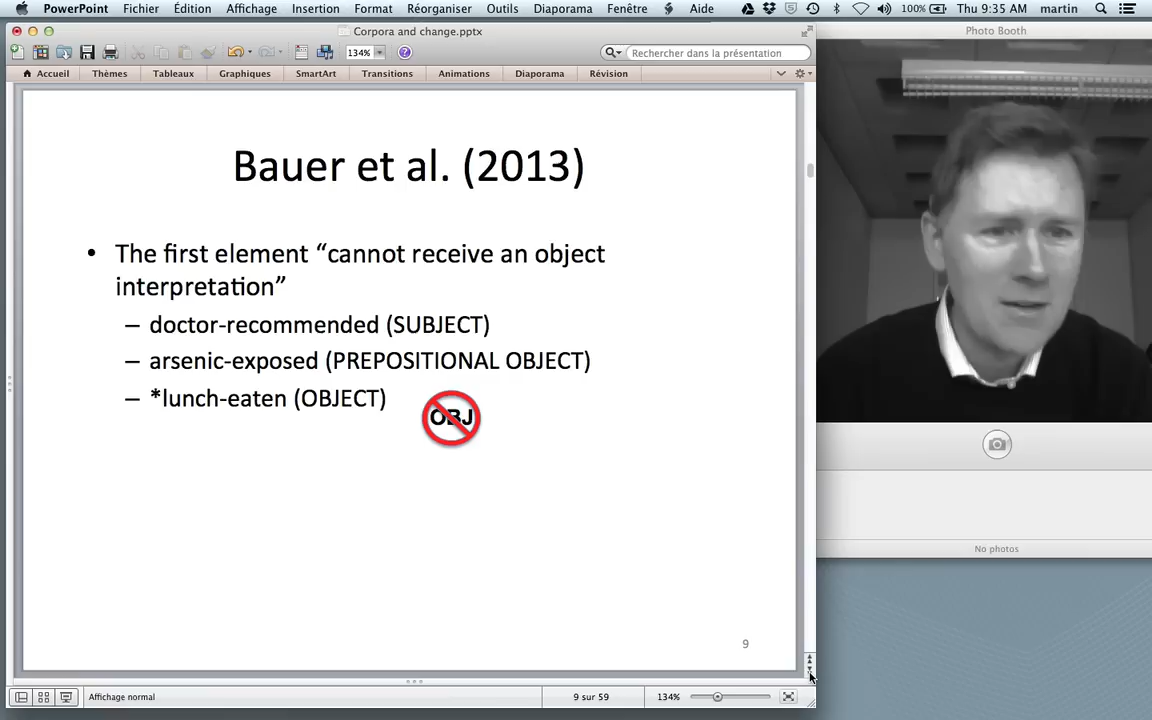 PowerPoint Fichier Édition Affichage Insertion Format Réorganiser Outils Diaporama Fenêtre Aide 100% Thu 9:35 AM martin
Corpora and change.pptx
Photo Booth
134%
Rechercher dans la présentation
Accueil Thèmes Tableaux Graphiques SmartArt Transitions Animations Diaporama Révision
Bauer et al. (2013)
• The first element “cannot receive an object
interpretation”
– doctor-recommended (SUBJECT)
– arsenic-exposed (PREPOSITIONAL OBJECT)
– *lunch-eaten (OBJECT)
OBJ
No photos
9
Affichage normal 9 sur 59 134%